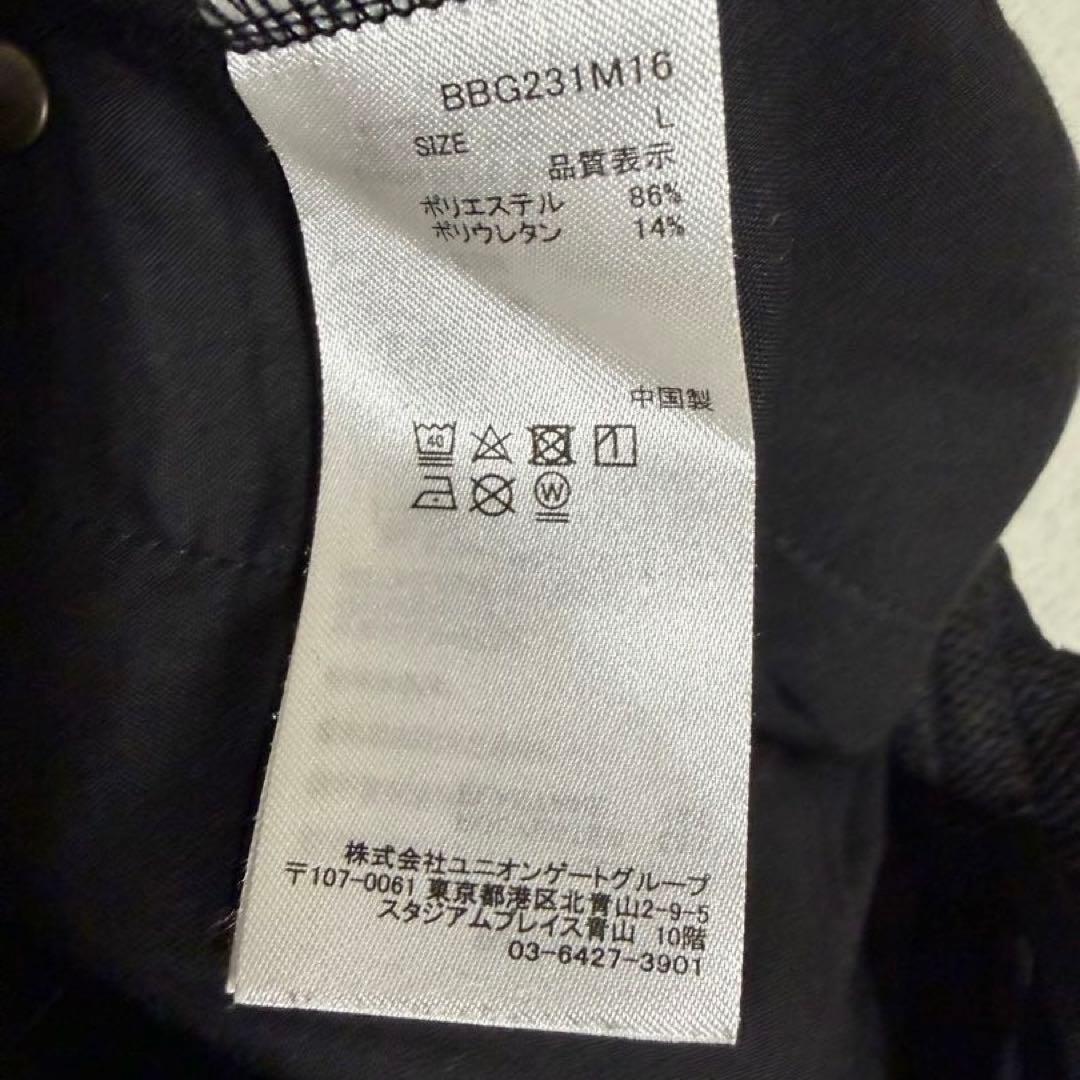 BBG231M16
SIZE L
品質表示
ポリエステル 86%
ポリウレタン 14%
中国製
40
W
株式会社ユニオンゲートグループ
〒107-0061 東京都港区北青山2-9-5
スタジアムプレイス青山 10階
03-6427-3901